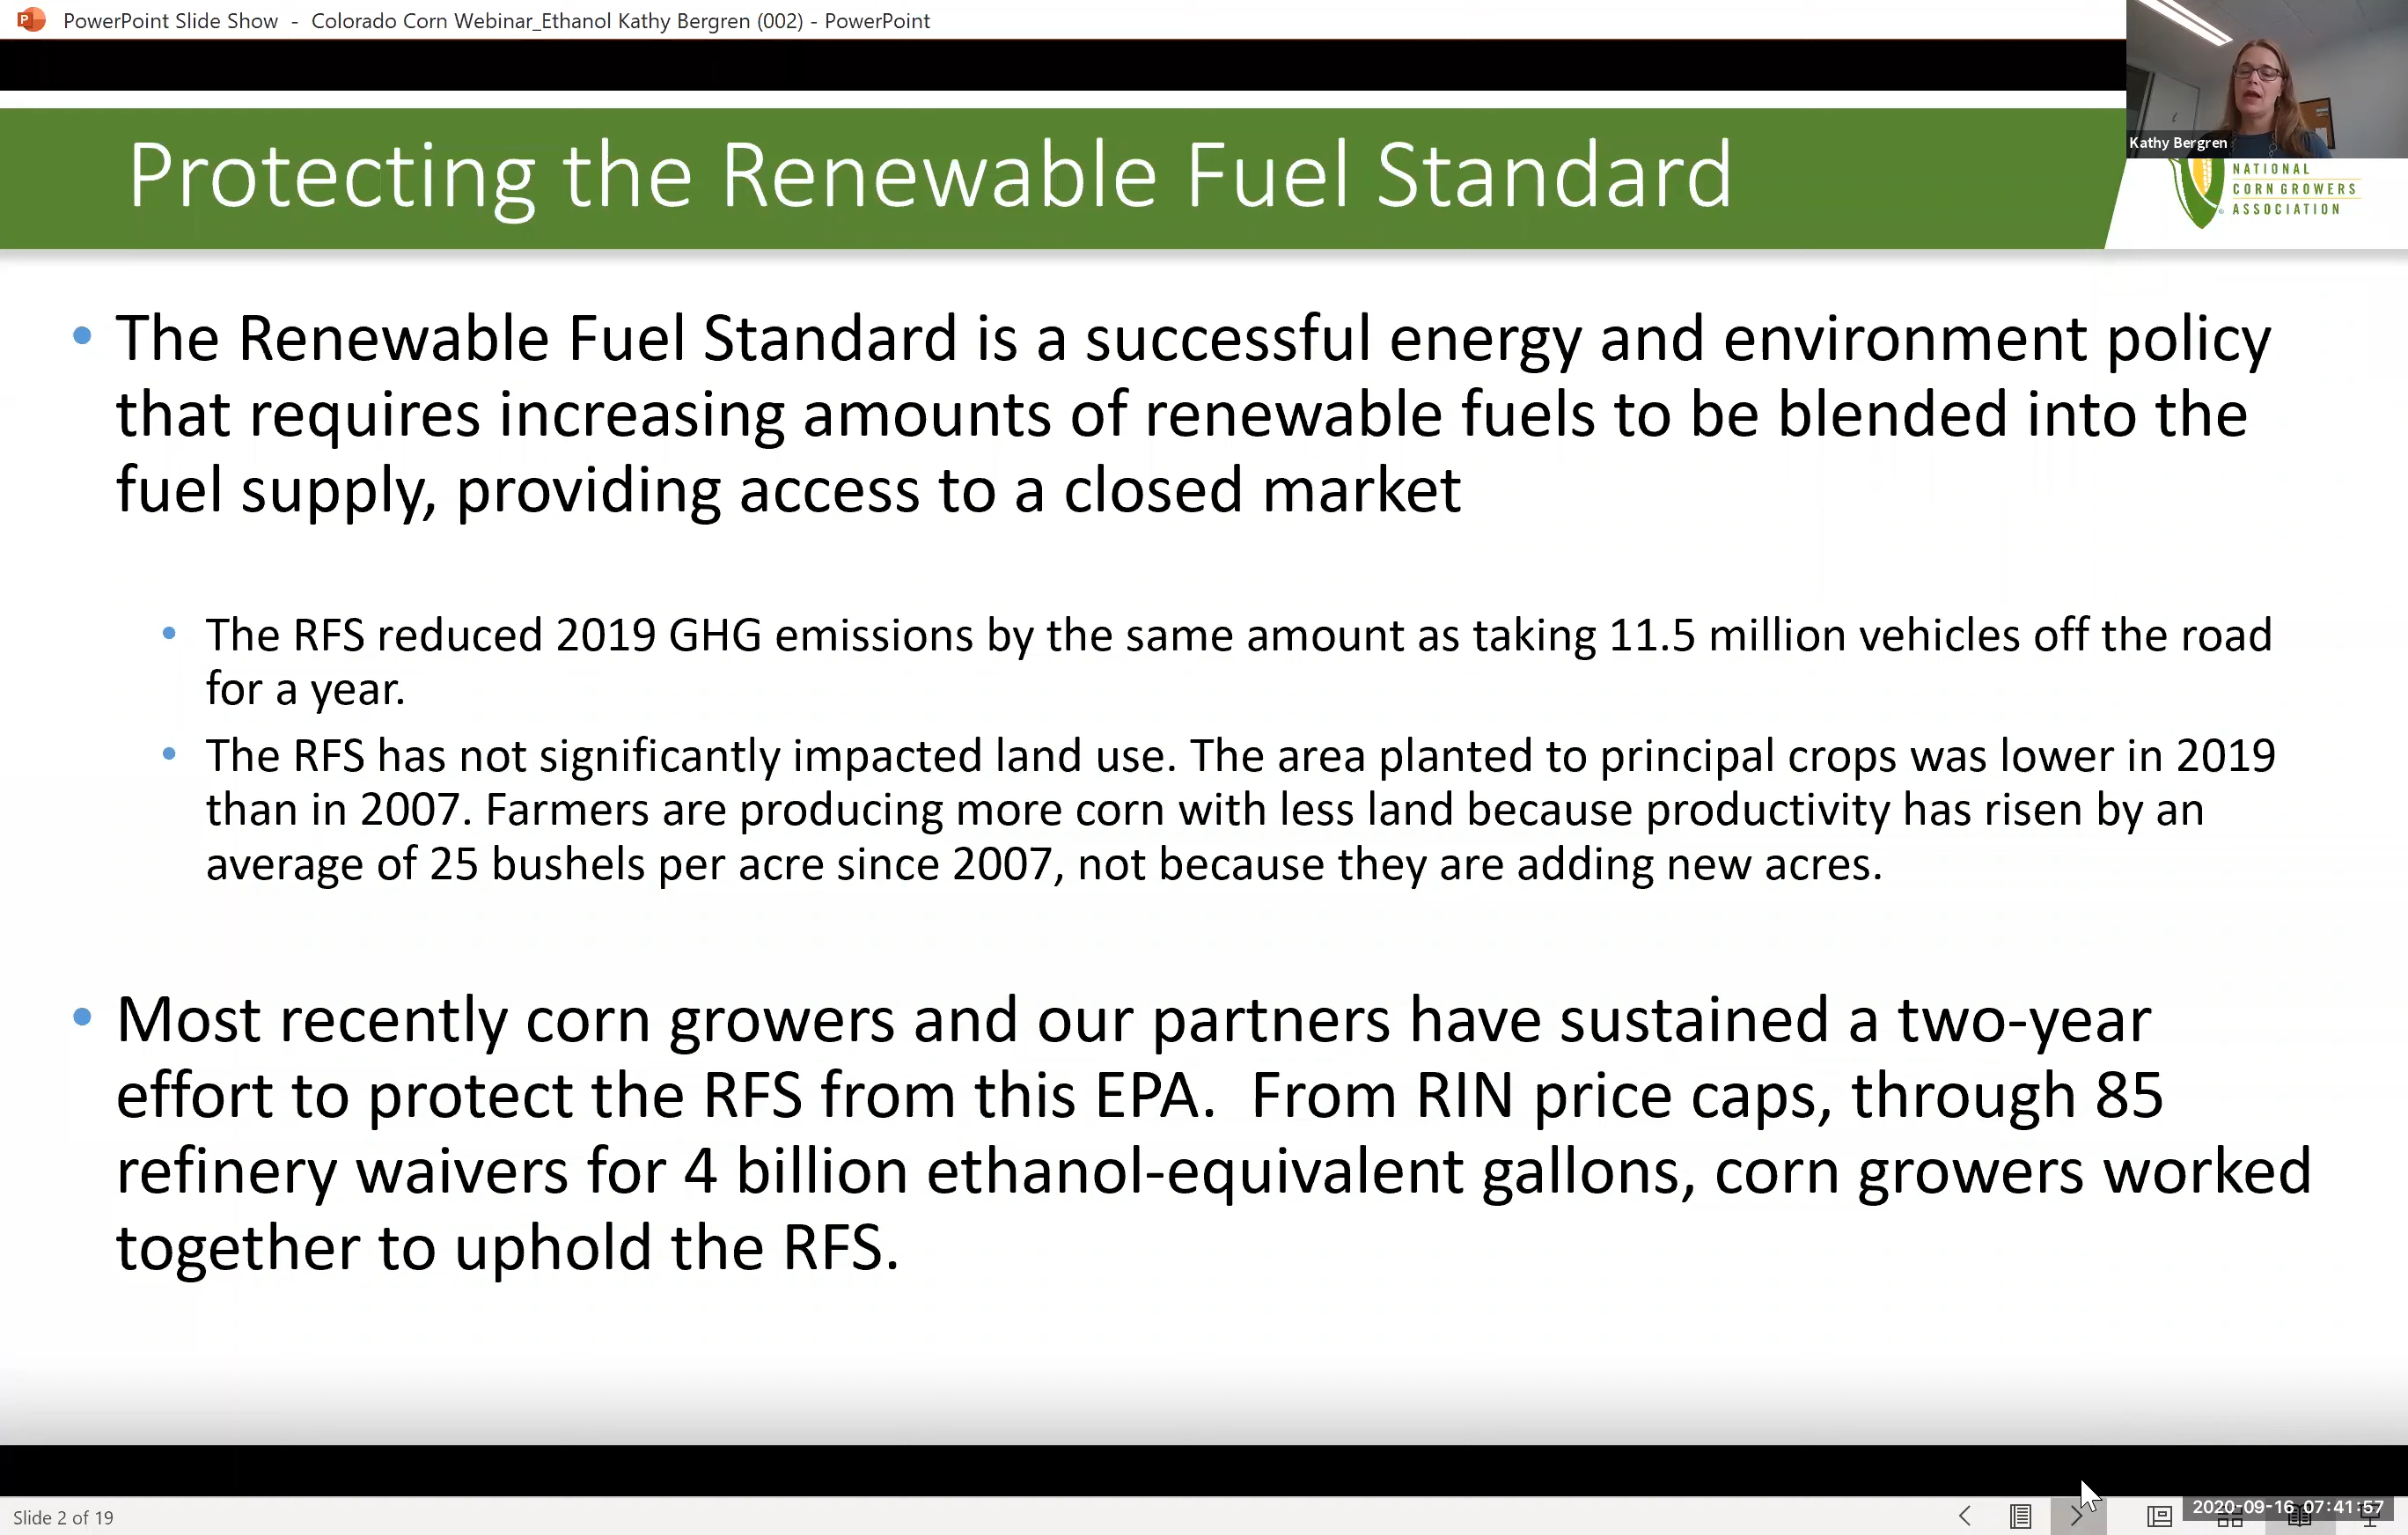 PowerPoint Slide Show - Colorado Corn Webinar_Ethanol Kathy Bergren (002) - PowerPoint
Kathy Bergren
Protecting the Renewable Fuel Standard
NATIONAL
CORN GROWERS
ASSOCIATION
• The Renewable Fuel Standard is a successful energy and environment policy
that requires increasing amounts of renewable fuels to be blended into the
fuel supply, providing access to a closed market
• The RFS reduced 2019 GHG emissions by the same amount as taking 11.5 million vehicles off the road
for a year.
• The RFS has not significantly impacted land use. The area planted to principal crops was lower in 2019
than in 2007. Farmers are producing more corn with less land because productivity has risen by an
average of 25 bushels per acre since 2007, not because they are adding new acres.
• Most recently corn growers and our partners have sustained a two-year
effort to protect the RFS from this EPA.  From RIN price caps, through 85
refinery waivers for 4 billion ethanol-equivalent gallons, corn growers worked
together to uphold the RFS.
Slide 2 of 19
2020-09-16 07:41:57